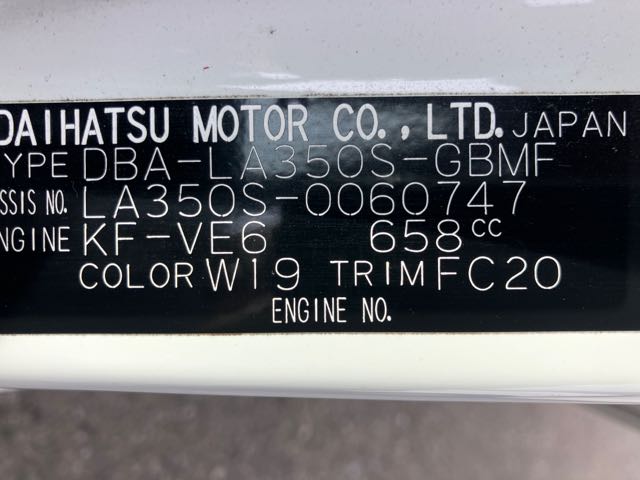 DAIHATSU MOTOR CO., LTD. JAPAN
YPE DBA-LA350S-GBMF
SSIS NO. LA350S-0060747
NGINE KF-VE6 658CC
COLOR W19 TRIM FC20
ENGINE NO.